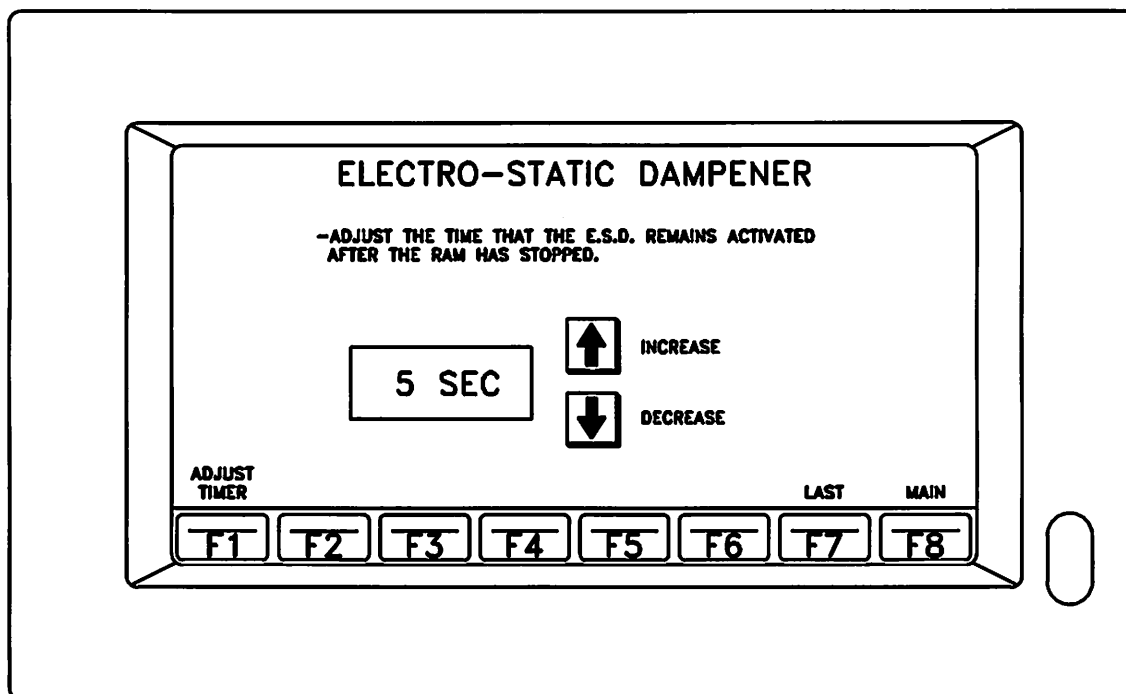 ELECTRO-STATIC DAMPENER
-ADJUST THE TIME THAT THE E.S.D. REMAINS ACTIVATED
AFTER THE RAM HAS STOPPED.
INCREASE
5 SEC
DECREASE
ADJUST
TIMER
LAST
MAIN
F1 F2 F3 F4 F5 F6 F7 F8